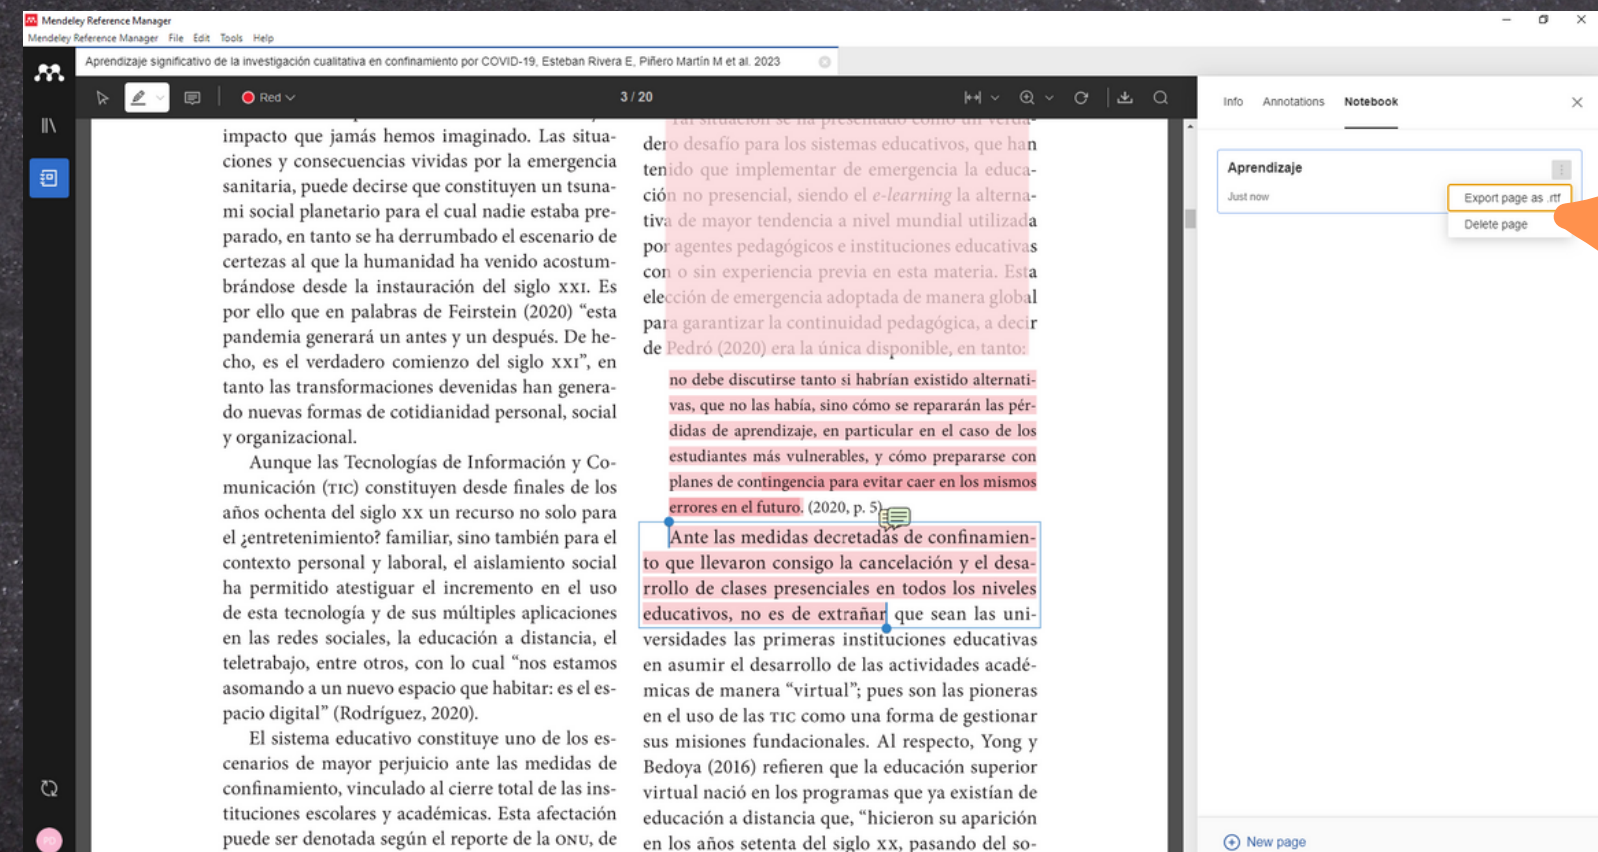 Mendeley Reference Manager
Mendeley Reference Manager File Edit Tools Help
Aprendizaje significativo de la investigación cualitativa en confinamiento por COVID-19, Esteban Rivera E, Piñero Martín M et al. 2023
Red
3 / 20
impacto que jamás hemos imaginado. Las situa-
ciones y consecuencias vividas por la emergencia
sanitaria, puede decirse que constituyen un tsuna-
mi social planetario para el cual nadie estaba pre-
parado, en tanto se ha derrumbado el escenario de
certezas al que la humanidad ha venido acostum-
brándose desde la instauración del siglo XXI. Es
por ello que en palabras de Feirstein (2020) “esta
pandemia generará un antes y un después. De he-
cho, es el verdadero comienzo del siglo XXI”, en
tanto las transformaciones devenidas han genera-
do nuevas formas de cotidianidad personal, social
y organizacional.
Aunque las Tecnologías de Información y Co-
municación (TIC) constituyen desde finales de los
años ochenta del siglo XX un recurso no solo para
el ¿entretenimiento? familiar, sino también para el
contexto personal y laboral, el aislamiento social
ha permitido atestiguar el incremento en el uso
de esta tecnología y de sus múltiples aplicaciones
en las redes sociales, la educación a distancia, el
teletrabajo, entre otros, con lo cual “nos estamos
asomando a un nuevo espacio que habitar: es el es-
pacio digital” (Rodríguez, 2020).
El sistema educativo constituye uno de los es-
cenarios de mayor perjuicio ante las medidas de
confinamiento, vinculado al cierre total de las ins-
tituciones escolares y académicas. Esta afectación
puede ser denotada según el reporte de la ONU, de
Tal situación se ha presentado como un verda-
dero desafío para los sistemas educativos, que han
tenido que implementar de emergencia la educa-
ción no presencial, siendo el e-learning la alterna-
tiva de mayor tendencia a nivel mundial utilizada
por agentes pedagógicos e instituciones educativas
con o sin experiencia previa en esta materia. Esta
elección de emergencia adoptada de manera global
para garantizar la continuidad pedagógica, a decir
de Pedró (2020) era la única disponible, en tanto:
no debe discutirse tanto si habrían existido alternati-
vas, que no las había, sino cómo se repararán las pér-
didas de aprendizaje, en particular en el caso de los
estudiantes más vulnerables, y cómo prepararse con
planes de contingencia para evitar caer en los mismos
errores en el futuro. (2020, p. 5)
Ante las medidas decretadas de confinamien-
to que llevaron consigo la cancelación y el desa-
rrollo de clases presenciales en todos los niveles
educativos, no es de extrañar que sean las uni-
versidades las primeras instituciones educativas
en asumir el desarrollo de las actividades acadé-
micas de manera “virtual”; pues son las pioneras
en el uso de las TIC como una forma de gestionar
sus misiones fundacionales. Al respecto, Yong y
Bedoya (2016) refieren que la educación superior
virtual nació en los programas que ya existían de
educación a distancia que, “hicieron su aparición
en los años setenta del siglo XX, pasando del so-
Info Annotations Notebook
Aprendizaje
Just now
Export page as .rtf
Delete page
New page
PD